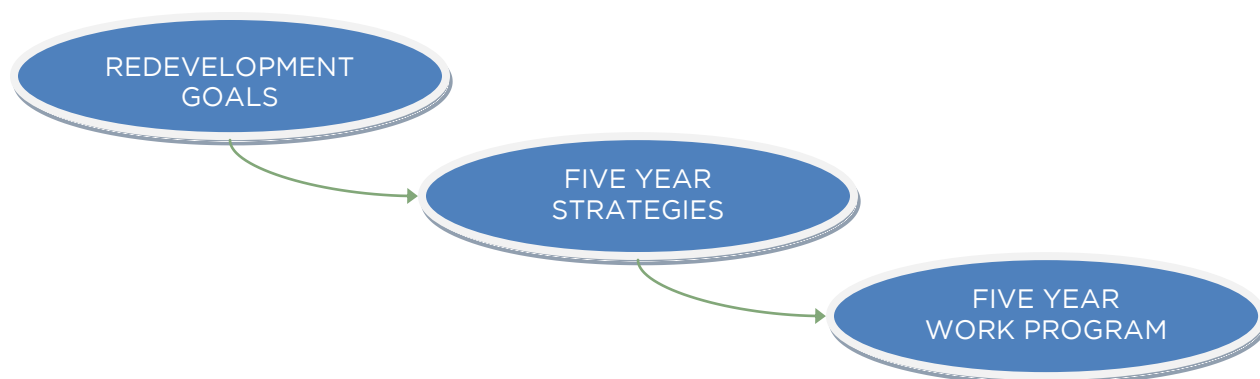 REDEVELOPMENT
GOALS
FIVE YEAR
STRATEGIES
FIVE YEAR
WORK PROGRAM